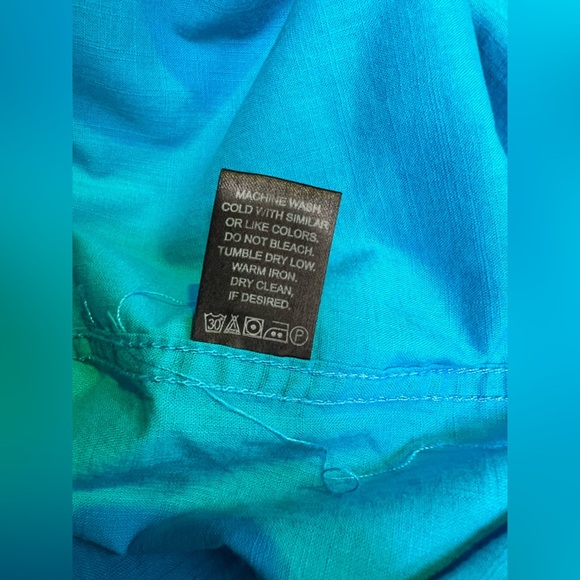 MACHINE WASH
COLD WITH SIMILAR
OR LIKE COLORS.
DO NOT BLEACH.
TUMBLE DRY LOW.
WARM IRON.
DRY CLEAN,
IF DESIRED.
30 P